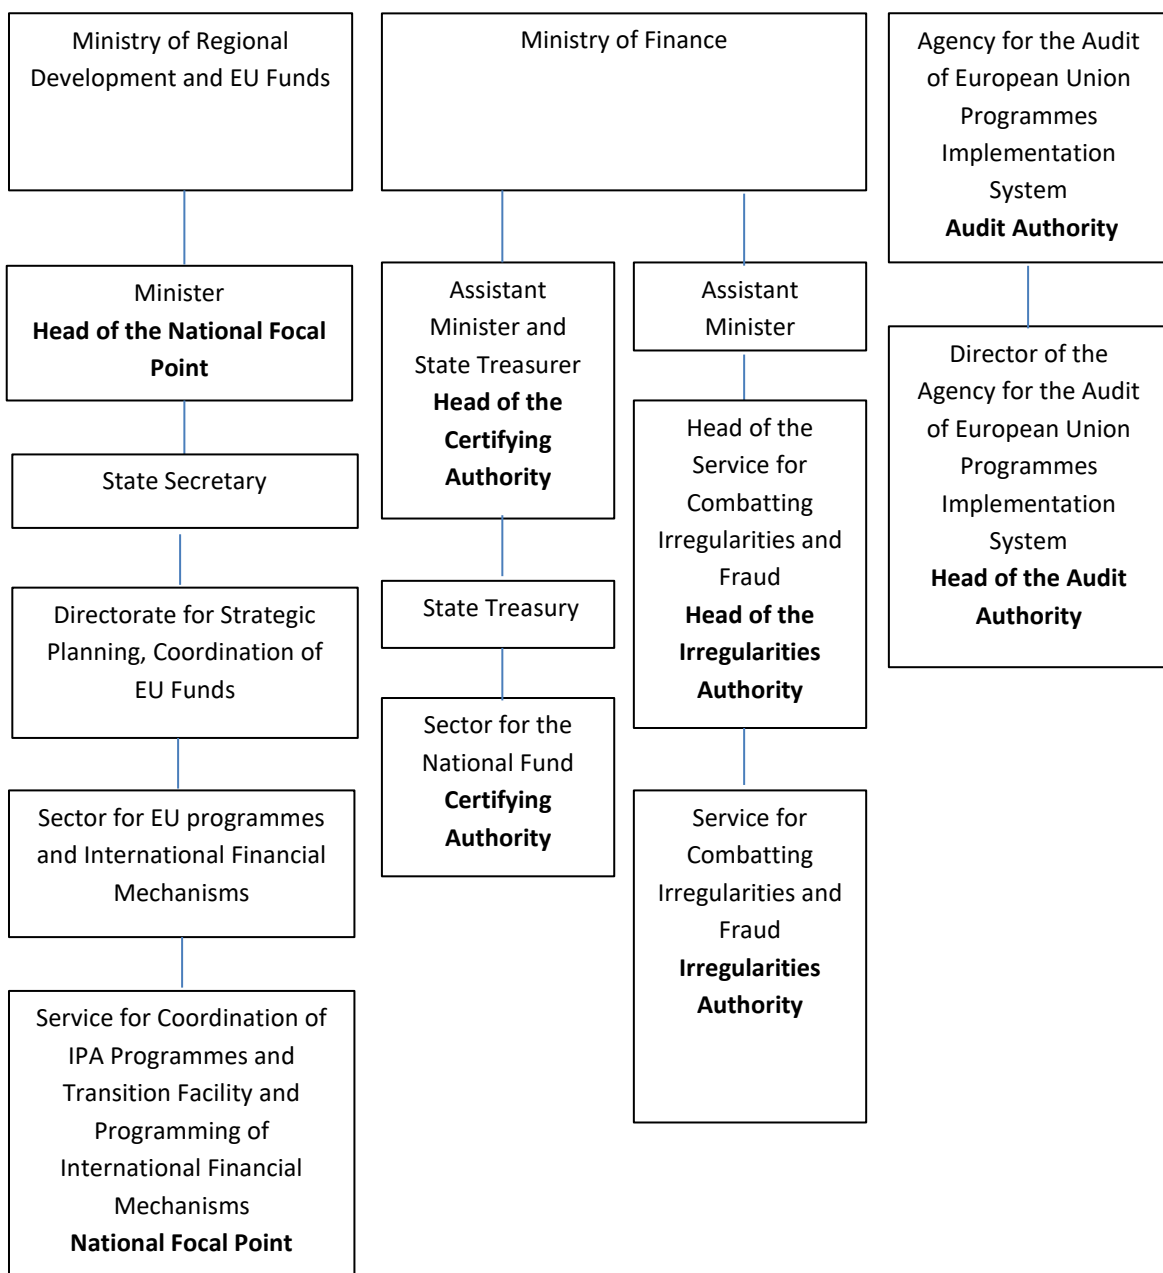 Ministry of Regional
Development and EU Funds
Minister
Head of the National Focal
Point
State Secretary
Directorate for Strategic
Planning, Coordination of
EU Funds
Sector for EU programmes
and International Financial
Mechanisms
Service for Coordination of
IPA Programmes and
Transition Facility and
Programming of
International Financial
Mechanisms
National Focal Point
Ministry of Finance
Assistant
Minister and
State Treasurer
Head of the
Certifying
Authority
State Treasury
Sector for the
National Fund
Certifying
Authority
Assistant
Minister
Head of the
Service for
Combatting
Irregularities and
Fraud
Head of the
Irregularities
Authority
Service for
Combatting
Irregularities and
Fraud
Irregularities
Authority
Agency for the Audit
of European Union
Programmes
Implementation
System
Audit Authority
Director of the
Agency for the Audit
of European Union
Programmes
Implementation
System
Head of the Audit
Authority